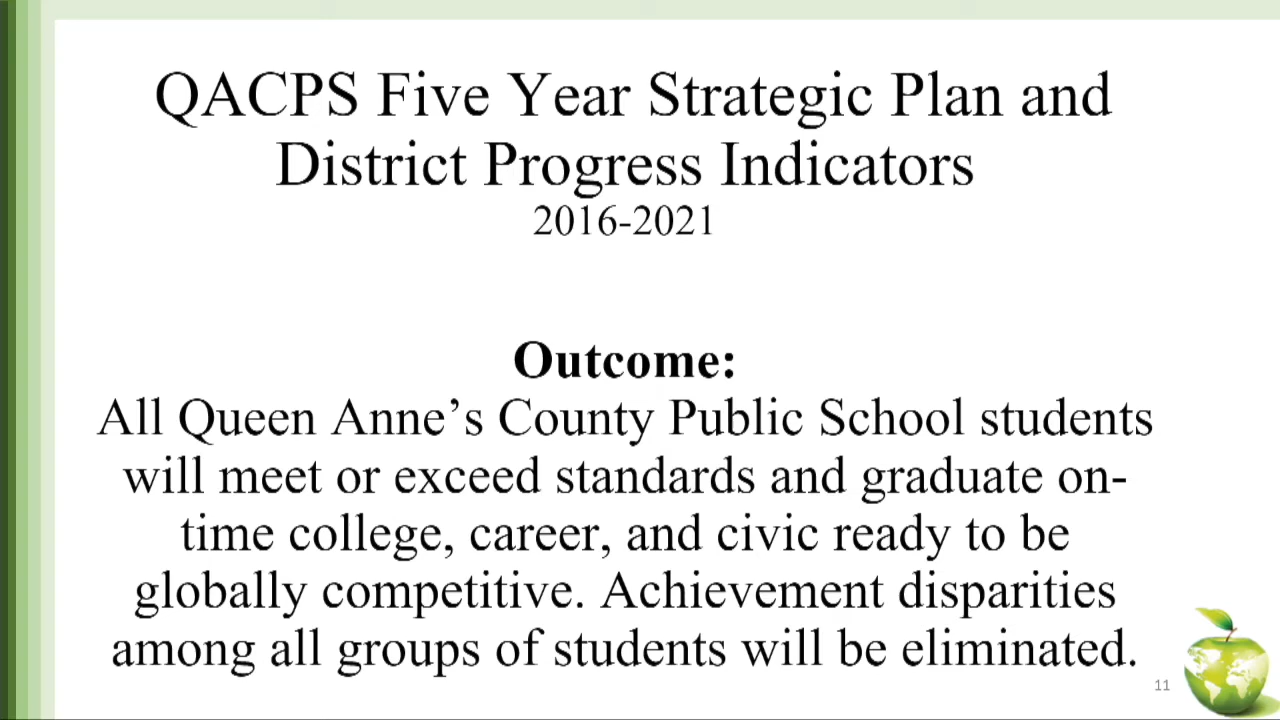 QACPS Five Year Strategic Plan and
District Progress Indicators
2016-2021
Outcome:
All Queen Anne’s County Public School students
will meet or exceed standards and graduate on-
time college, career, and civic ready to be
globally competitive. Achievement disparities
among all groups of students will be eliminated.
11